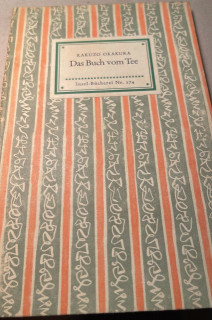 KAKUZO OKAKURA
Das Buch vom Tee
Insel-Bücherei Nr. 274